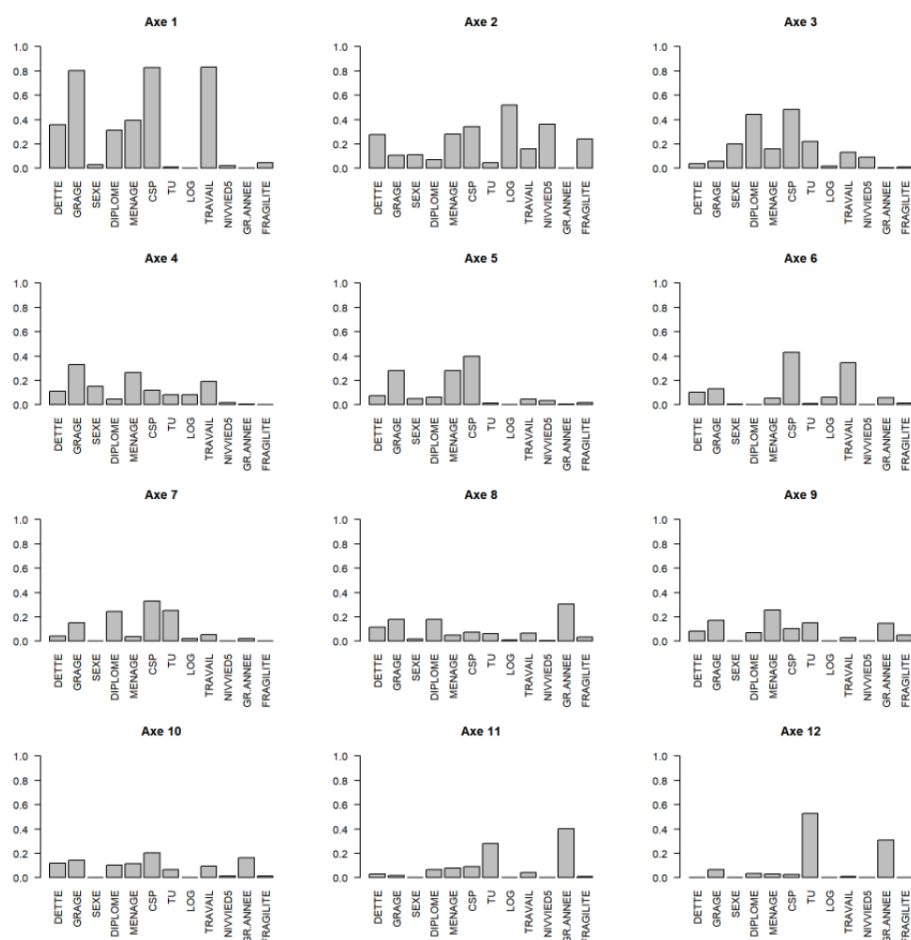 Axe 1
Axe 2
Axe 3
1.0
0.8
0.6
0.4
0.2
0.0
DETTE
GRAGE
SEXE
DIPLOME
MENAGE
CSP
TU
LOG
TRAVAIL
NIVVIED5
GR.ANNEE
FRAGILITE
1.0
0.8
0.6
0.4
0.2
0.0
DETTE
GRAGE
SEXE
DIPLOME
MENAGE
CSP
TU
LOG
TRAVAIL
NIVVIED5
GR.ANNEE
FRAGILITE
1.0
0.8
0.6
0.4
0.2
0.0
DETTE
GRAGE
SEXE
DIPLOME
MENAGE
CSP
TU
LOG
TRAVAIL
NIVVIED5
GR.ANNEE
FRAGILITE
Axe 4
Axe 5
Axe 6
1.0
0.8
0.6
0.4
0.2
0.0
DETTE
GRAGE
SEXE
DIPLOME
MENAGE
CSP
TU
LOG
TRAVAIL
NIVVIED5
GR.ANNEE
FRAGILITE
1.0
0.8
0.6
0.4
0.2
0.0
DETTE
GRAGE
SEXE
DIPLOME
MENAGE
CSP
TU
LOG
TRAVAIL
NIVVIED5
GR.ANNEE
FRAGILITE
1.0
0.8
0.6
0.4
0.2
0.0
DETTE
GRAGE
SEXE
DIPLOME
MENAGE
CSP
TU
LOG
TRAVAIL
NIVVIED5
GR.ANNEE
FRAGILITE
Axe 7
Axe 8
Axe 9
1.0
0.8
0.6
0.4
0.2
0.0
DETTE
GRAGE
SEXE
DIPLOME
MENAGE
CSP
TU
LOG
TRAVAIL
NIVVIED5
GR.ANNEE
FRAGILITE
1.0
0.8
0.6
0.4
0.2
0.0
DETTE
GRAGE
SEXE
DIPLOME
MENAGE
CSP
TU
LOG
TRAVAIL
NIVVIED5
GR.ANNEE
FRAGILITE
1.0
0.8
0.6
0.4
0.2
0.0
DETTE
GRAGE
SEXE
DIPLOME
MENAGE
CSP
TU
LOG
TRAVAIL
NIVVIED5
GR.ANNEE
FRAGILITE
Axe 10
Axe 11
Axe 12
1.0
0.8
0.6
0.4
0.2
0.0
DETTE
GRAGE
SEXE
DIPLOME
MENAGE
CSP
TU
LOG
TRAVAIL
NIVVIED5
GR.ANNEE
FRAGILITE
1.0
0.8
0.6
0.4
0.2
0.0
DETTE
GRAGE
SEXE
DIPLOME
MENAGE
CSP
TU
LOG
TRAVAIL
NIVVIED5
GR.ANNEE
FRAGILITE
1.0
0.8
0.6
0.4
0.2
0.0
DETTE
GRAGE
SEXE
DIPLOME
MENAGE
CSP
TU
LOG
TRAVAIL
NIVVIED5
GR.ANNEE
FRAGILITE